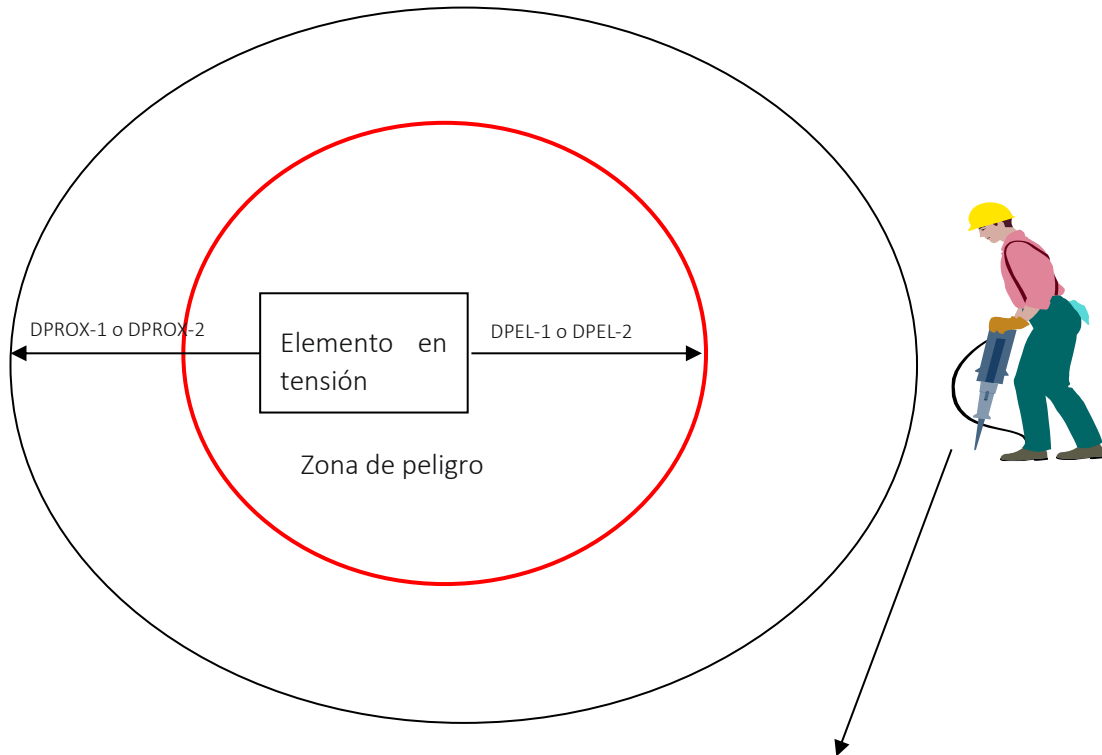 DPROX-1 o DPROX-2
Elemento en
tensión
DPEL-1 o DPEL-2
Zona de peligro